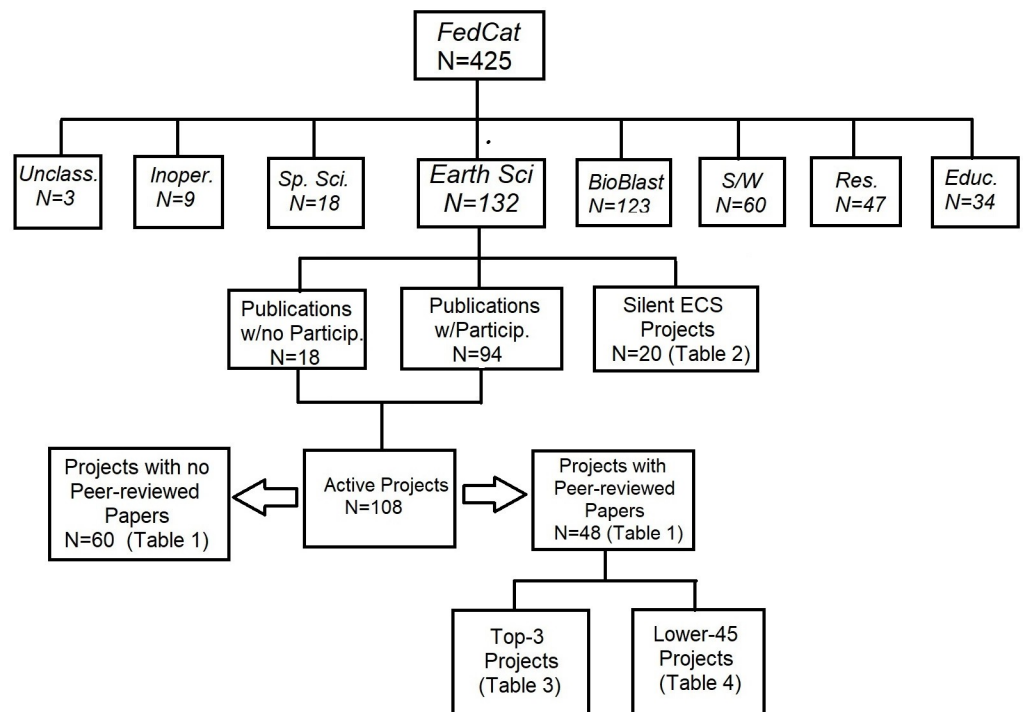 FedCat
N=425
Unclass.
N=3
Inoper.
N=9
Sp. Sci.
N=18
Earth Sci
N=132
BioBlast
N=123
S/W
N=60
Res.
N=47
Educ.
N=34
Publications
w/no Particip.
N=18
Publications
w/Particip.
N=94
Silent ECS
Projects
N=20 (Table 2)
Projects with no
Peer-reviewed
Papers
N=60 (Table 1)
Active Projects
N=108
Projects with
Peer-reviewed
Papers
N=48 (Table 1)
Top-3
Projects
(Table 3)
Lower-45
Projects
(Table 4)